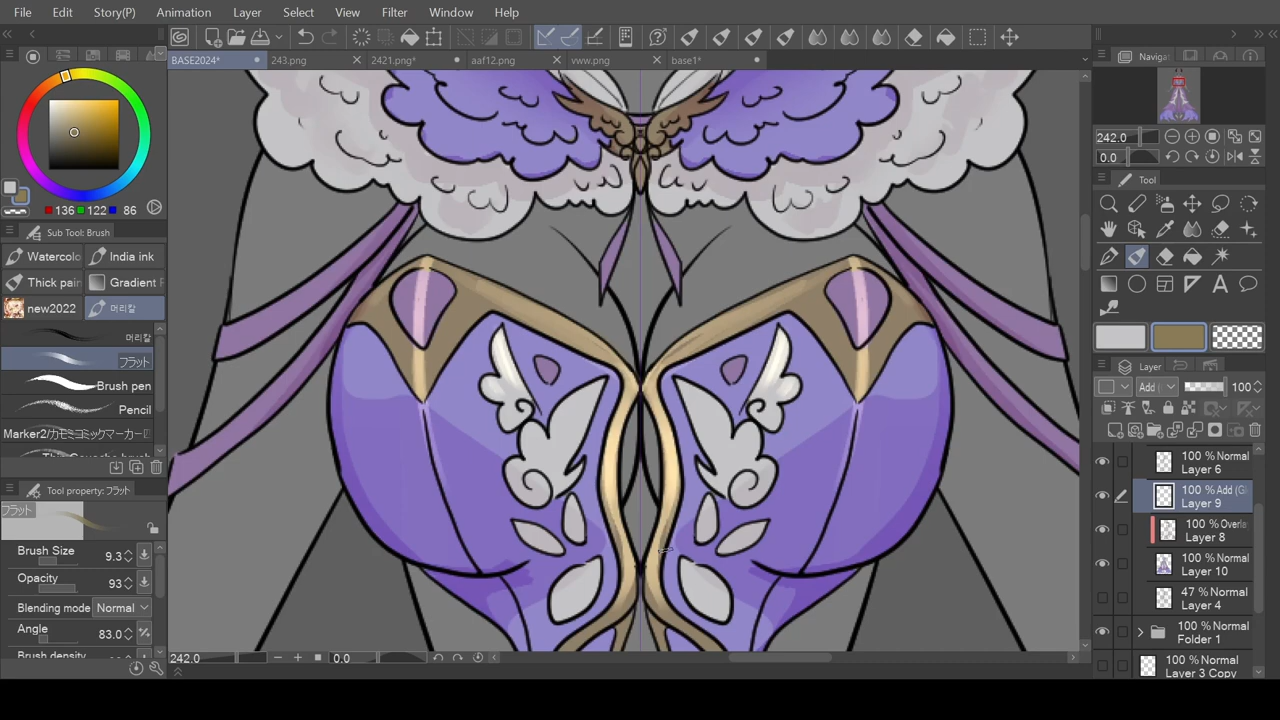 File Edit Story(P) Animation Layer Select View Filter Window Help
BASE2024* 243.png 2421.png* aaf12.png vww.png base1*
136 122 86
Sub Tool: Brush
Watercolo India ink
Thick pain Gradient F
new2022 머리칼
머리칼
フラット
Brush pen
Pencil
Marker2/カモミコミックマーカー
Tool property: フラット
フラット
Brush Size 9.3
Opacity 93
Blending mode Normal
Angle 83.0
Brush density
242.0 0.0
Navigat
242.0
0.0
Tool
Layer
Add ( 100
100 % Normal
Layer 6
100 % Add (Gl
Layer 9
100 % Overla
Layer 8
100 % Normal
Layer 10
47 % Normal
Layer 4
100 % Normal
Folder 1
100 % Normal
Layer 3 Copy